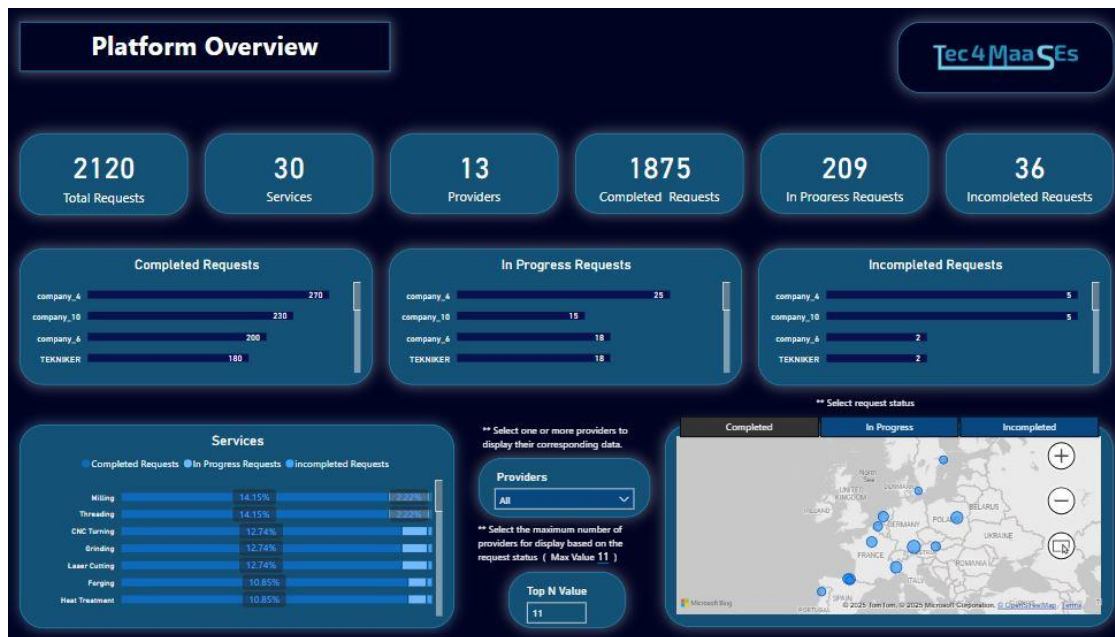 Platform Overview
Tec4MaaSEs
2120
Total Requests
30
Services
13
Providers
1875
Completed Requests
209
In Progress Requests
36
Incompleted Requests
Completed Requests
company_4 270
company_10 230
company_6 200
TEKNIKER 180
In Progress Requests
company_4 25
company_10 15
company_6 18
TEKNIKER 18
Incompleted Requests
company_4 5
company_10 5
company_6 2
TEKNIKER 2
Services
Completed Requests In Progress Requests incompleted Requests
Milling 14.15% 2.22%
Threading 14.15% 2.22%
CNC Turning 12.74%
Grinding 12.74%
Laser Cutting 12.74%
Forging 10.85%
Heat Treatment 10.85%
** Select one or more providers to
display their corresponding data.
Providers
All
** Select the maximum number of
providers for display based on the
request status ( Max Value 11 )
Top N Value
11
** Select request status
Completed In Progress Incompleted
North
Sea
UNITED
KINGDOM
DENMARK
IRELAND
BELARUS
GERMANY
UKRAINE
FRANCE
ROMANIA
ITALY
SPAIN
PORTUGAL
Microsoft Bing
© 2025 TomTom, © 2025 Microsoft Corporation, © OpenStreetMap Terms